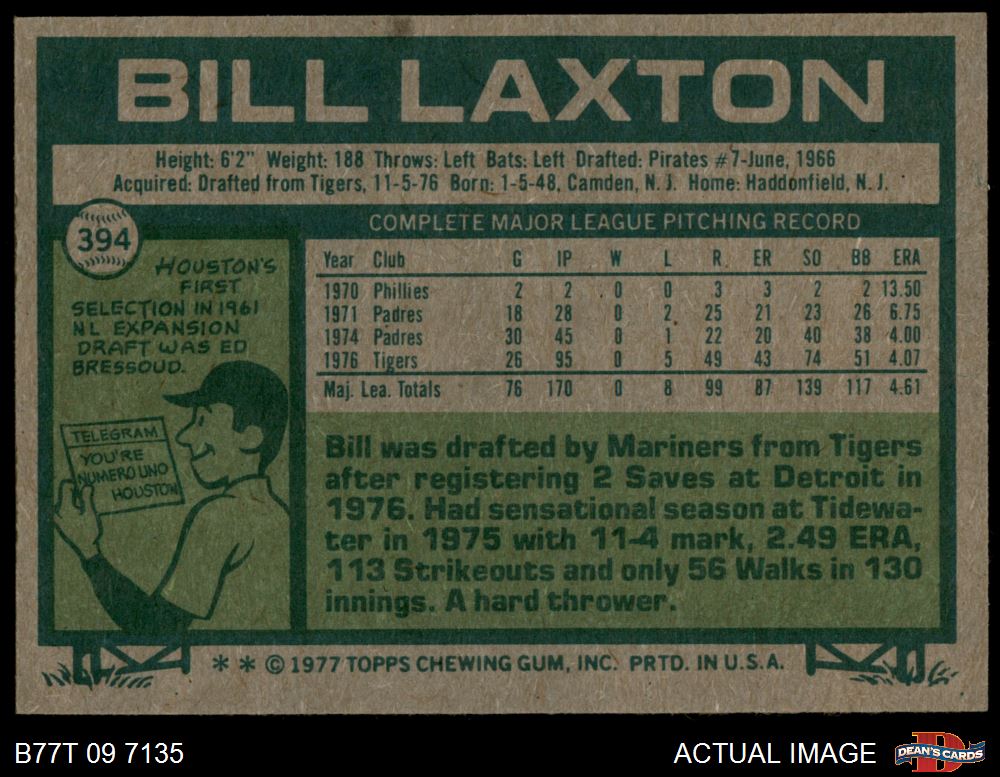 BILL LAXTON
Height: 6'2" Weight: 188 Throws: Left Bats: Left Drafted: Pirates #7-June, 1966
Acquired: Drafted from Tigers, 11-5-76 Born: 1-5-48, Camden, N. J. Home: Haddonfield, N. J.
394
HOUSTON'S
FIRST
SELECTION IN 1961
NL EXPANSION
DRAFT WAS ED
BRESSOUD.
TELEGRAM
YOU'RE
NUMERO UNO
HOUSTON
COMPLETE MAJOR LEAGUE PITCHING RECORD
Year Club G IP W L R ER SO BB ERA
1970 Phillies 2 2 0 0 3 3 2 2 13.50
1971 Padres 18 28 0 2 25 21 23 26 6.75
1974 Padres 30 45 0 1 22 20 40 38 4.00
1976 Tigers 26 95 0 5 49 43 74 51 4.07
Maj. Lea. Totals 76 170 0 8 99 87 139 117 4.61
Bill was drafted by Mariners from Tigers
after registering 2 Saves at Detroit in
1976. Had sensational season at Tidewa-
ter in 1975 with 11-4 mark, 2.49 ERA,
113 Strikeouts and only 56 Walks in 130
innings. A hard thrower.
* * © 1977 TOPPS CHEWING GUM, INC. PRTD. IN U.S.A.
B77T 09 7135
ACTUAL IMAGE
D
DEAN'S CARDS